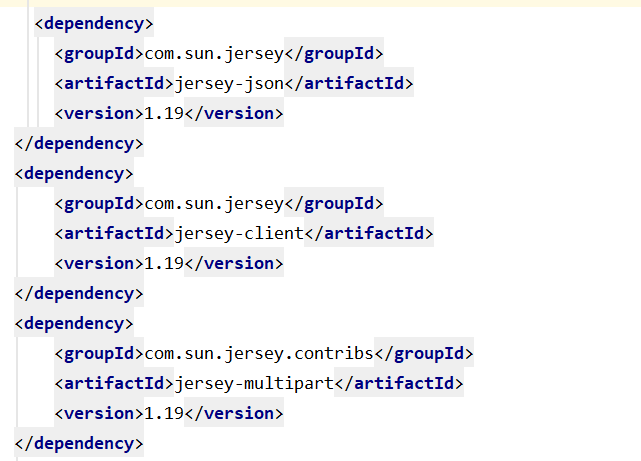 <dependency>
<groupId>com.sun.jersey</groupId>
<artifactId>jersey-json</artifactId>
<version>1.19</version>
</dependency>
<dependency>
<groupId>com.sun.jersey</groupId>
<artifactId>jersey-client</artifactId>
<version>1.19</version>
</dependency>
<dependency>
<groupId>com.sun.jersey.contribs</groupId>
<artifactId>jersey-multipart</artifactId>
<version>1.19</version>
</dependency>